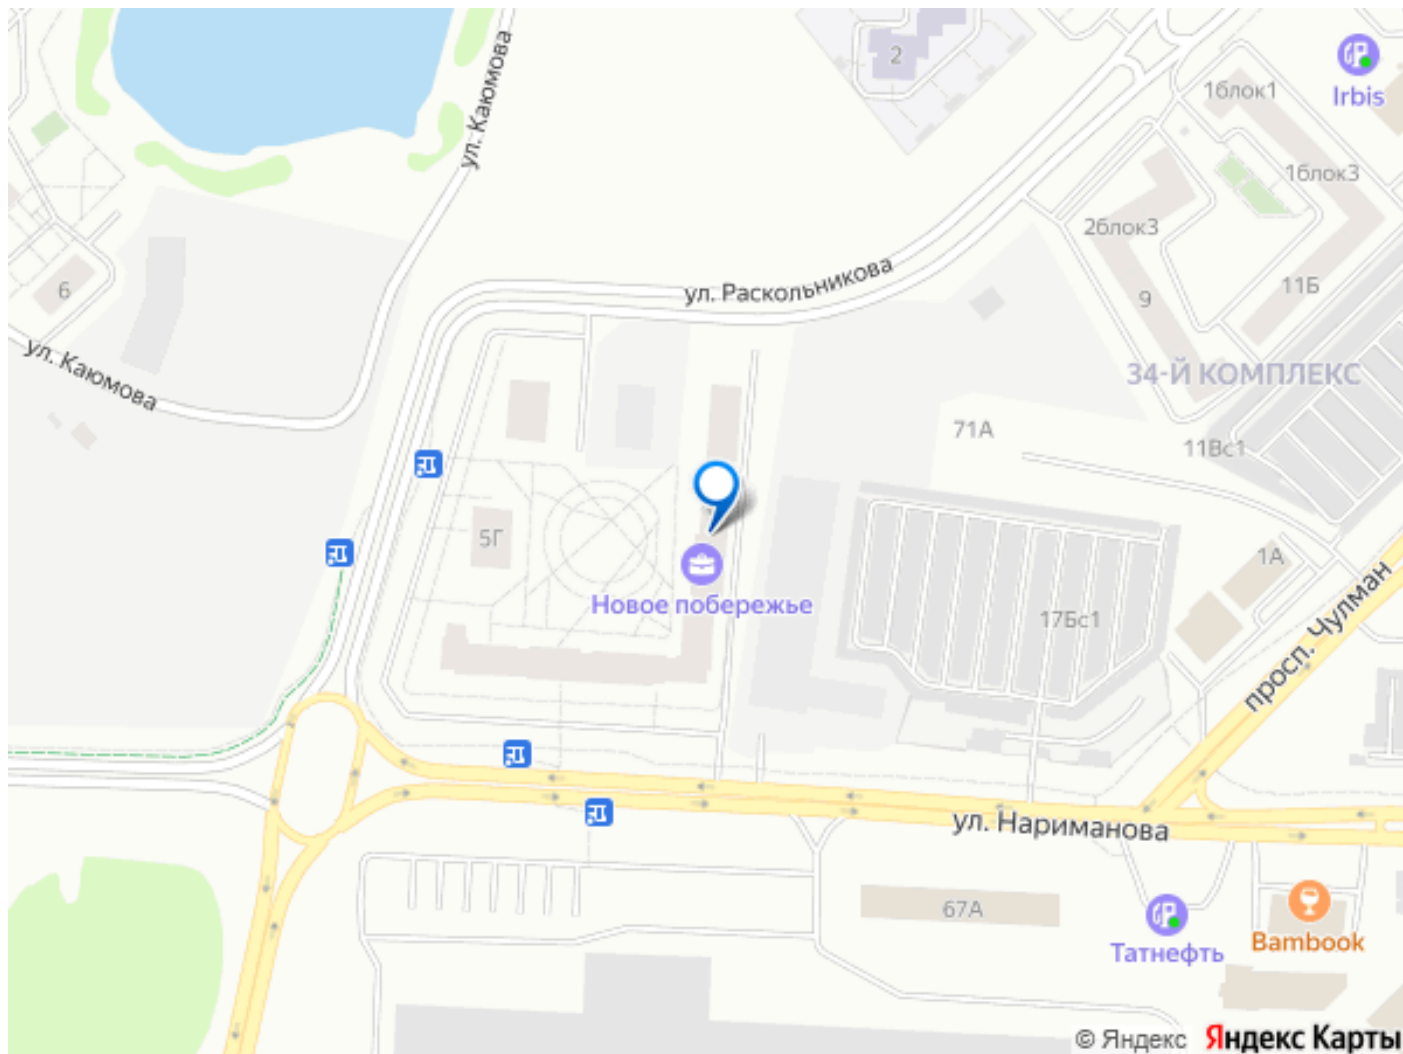 ул. Каюмова
2
1блок1
Irbis
1блок3
2блок3
6
ул. Раскольникова
9
11Б
ул. Каюмова
34-Й КОМПЛЕКС
71А
11Вс1
5Г
1А
Новое побережье
17Бс1
просп. Чулман
ул. Нариманова
67А
Татнефть
Bambook
© Яндекс Яндекс Карты